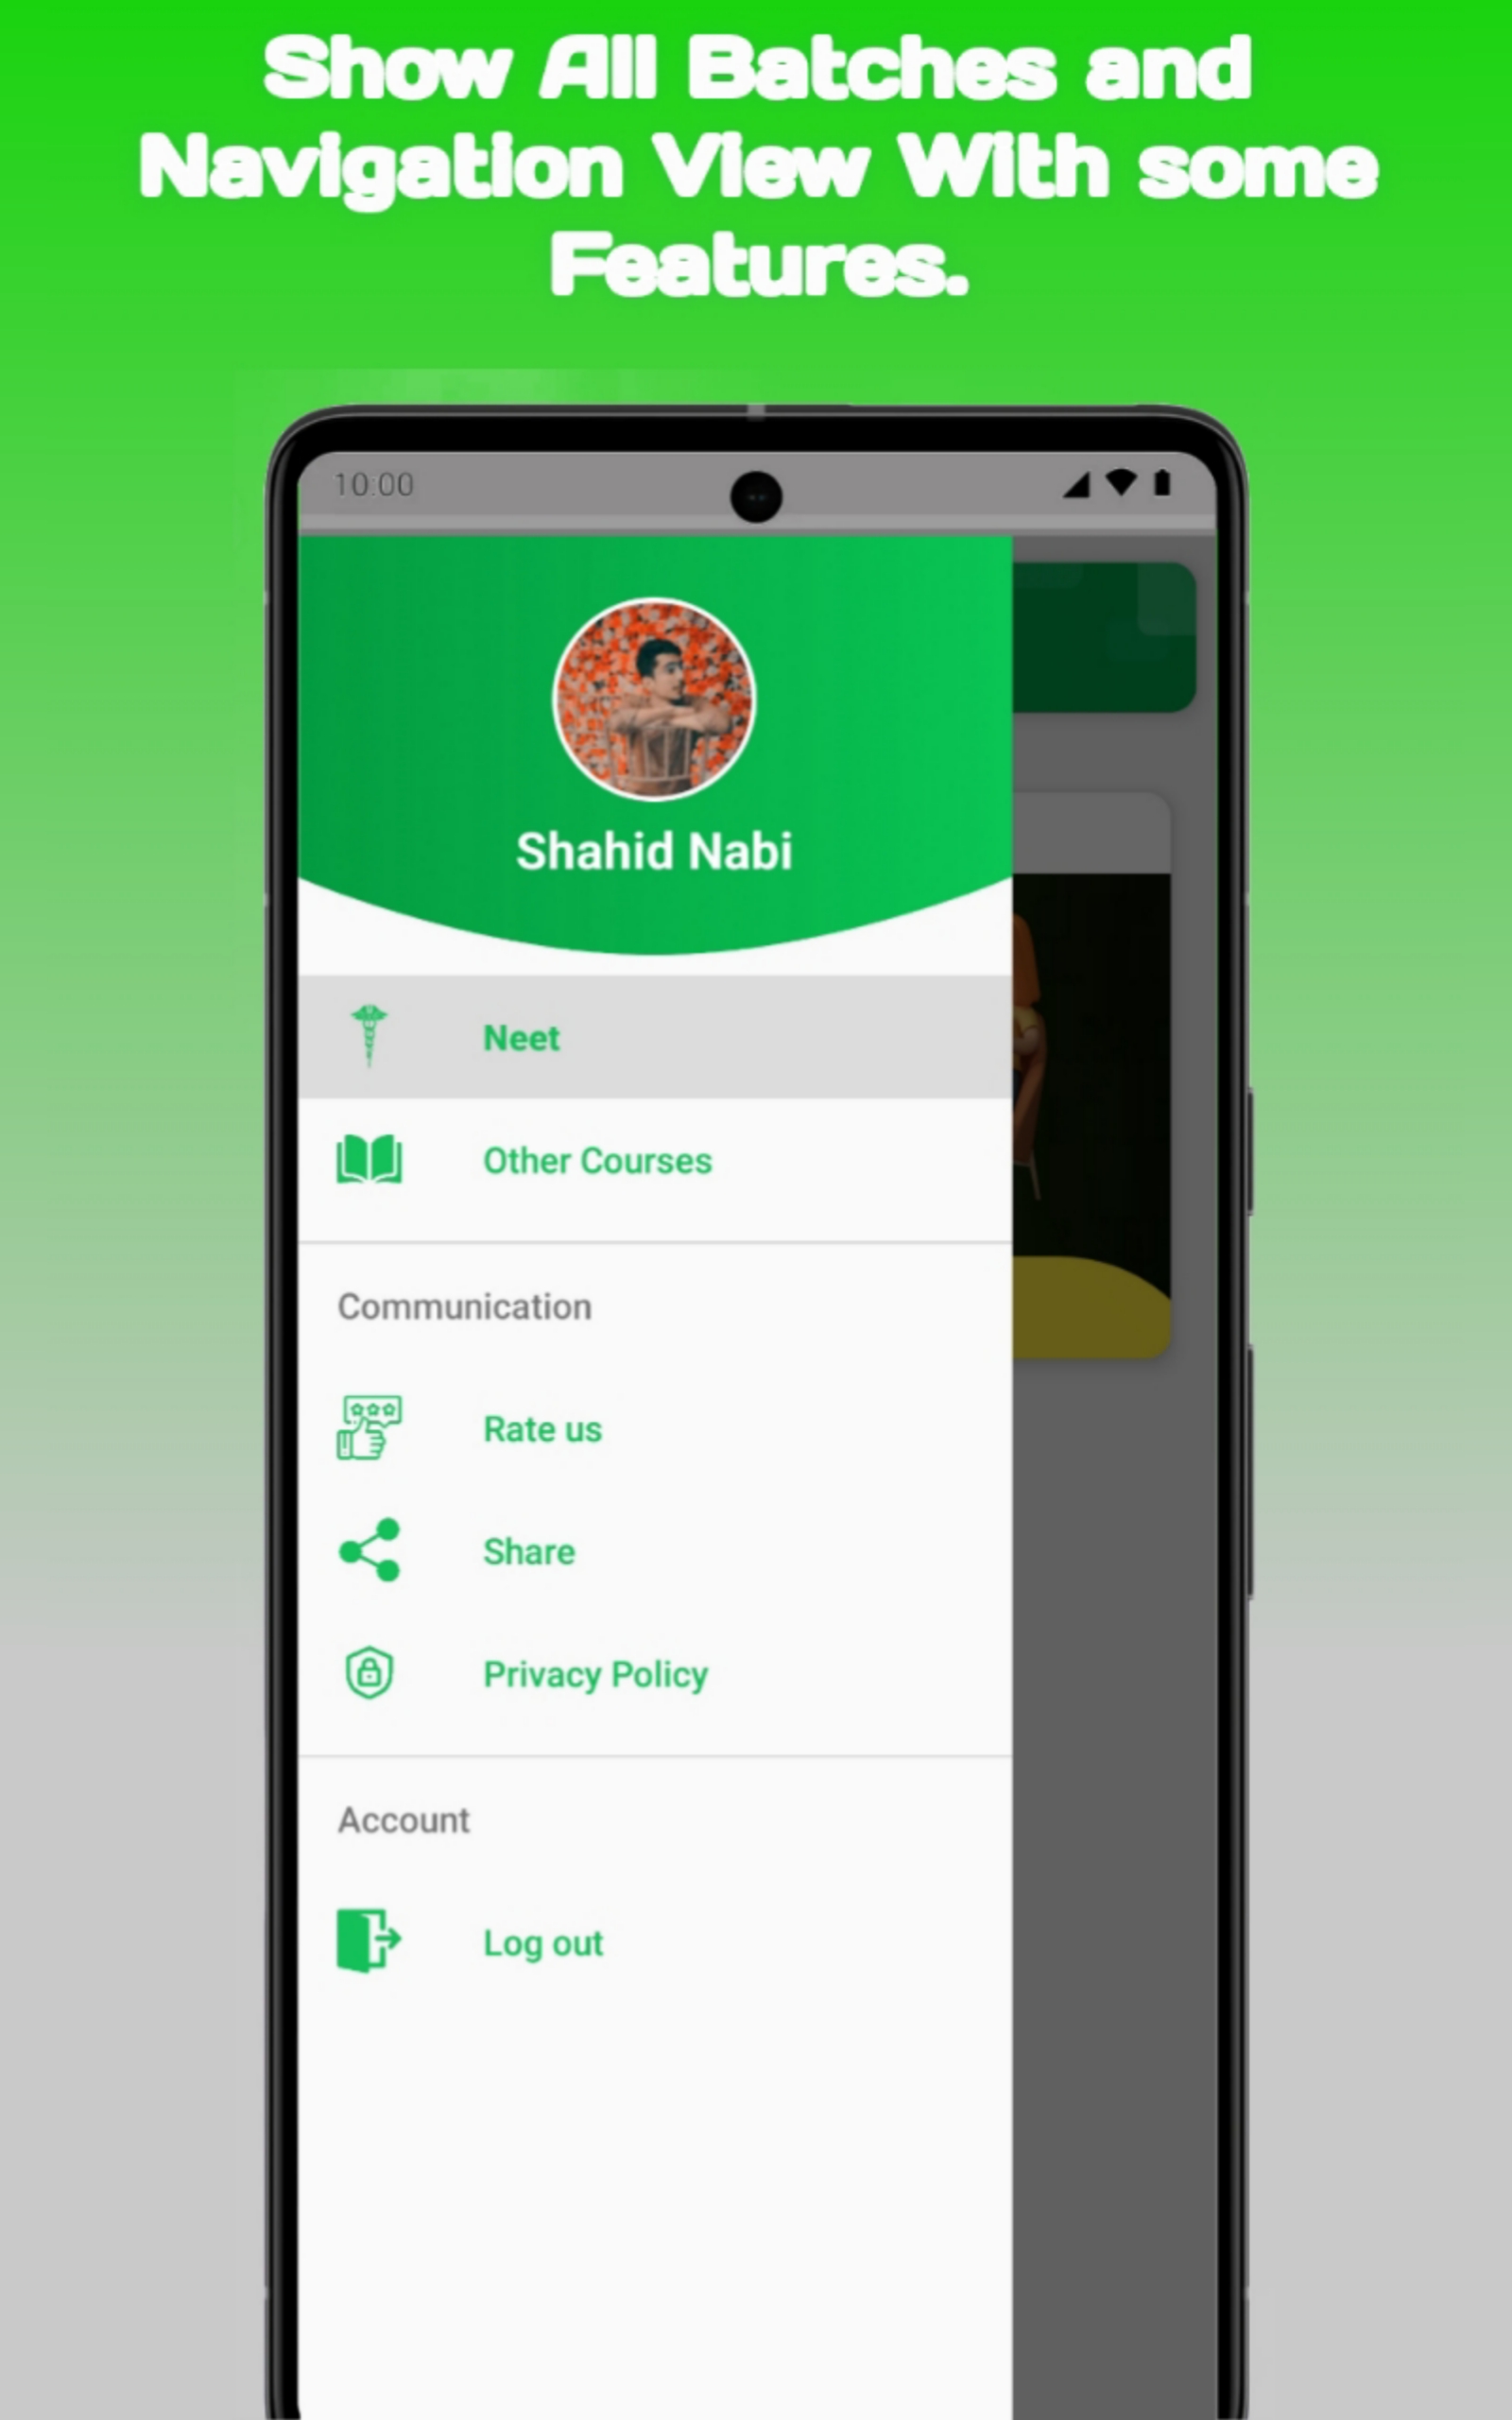 Show All Batches and
Navigation View With some
Features.
10:00
Shahid Nabi
Neet
Other Courses
Communication
Rate us
Share
Privacy Policy
Account
Log out